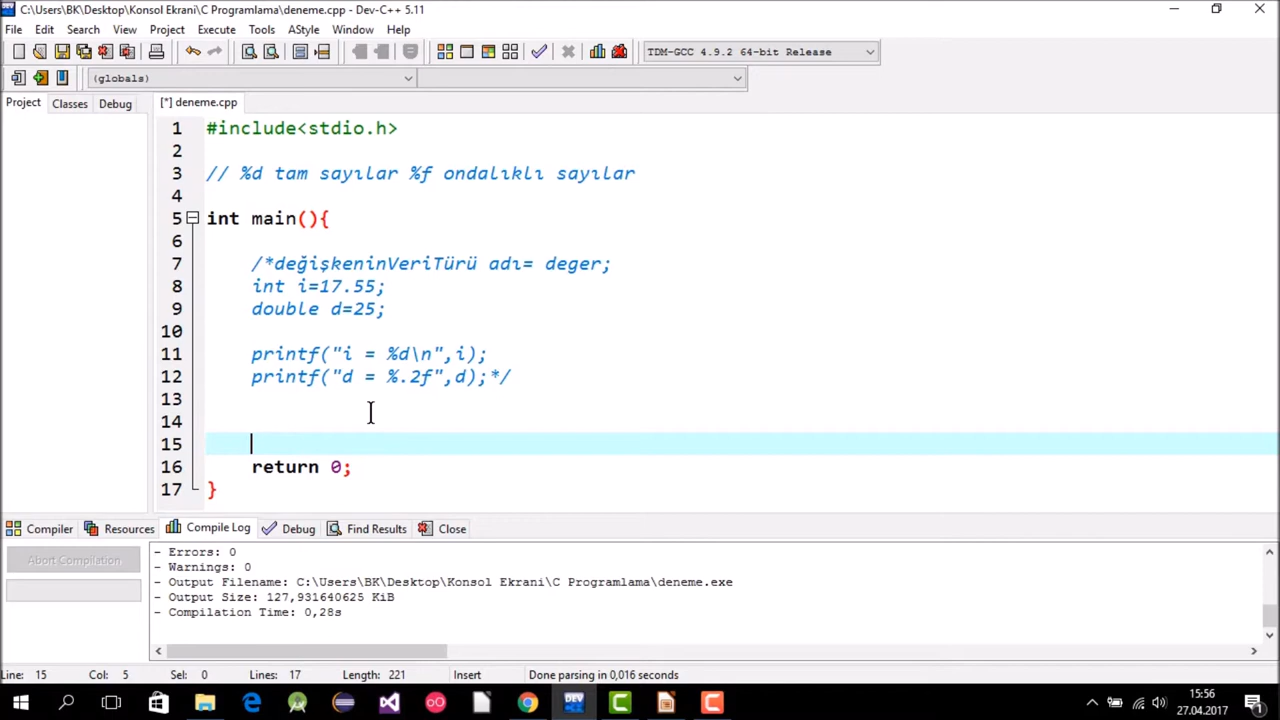 C:\Users\BK\Desktop\Konsol Ekrani\C Programlama\deneme.cpp - Dev-C++ 5.11
File Edit Search View Project Execute Tools AStyle Window Help
TDM-GCC 4.9.2 64-bit Release
(globals)
Project Classes Debug [*] deneme.cpp
1 #include<stdio.h>
2
3 // %d tam sayılar %f ondalıklı sayılar
4
5 int main(){
6
7 /*değişkeninVeriTürü adı= deger;
8 int i=17.55;
9 double d=25;
10
11 printf("i = %d\n",i);
12 printf("d = %.2f",d);*/
13
14
15
16 return 0;
17 }
Compiler Resources Compile Log Debug Find Results Close
Abort Compilation
- Errors: 0
- Warnings: 0
- Output Filename: C:\Users\BK\Desktop\Konsol Ekrani\C Programlama\deneme.exe
- Output Size: 127,931640625 KiB
- Compilation Time: 0,28s
Line: 15 Col: 5 Sel: 0 Lines: 17 Length: 221 Insert Done parsing in 0,016 seconds
DEV
15:56
27.04.2017